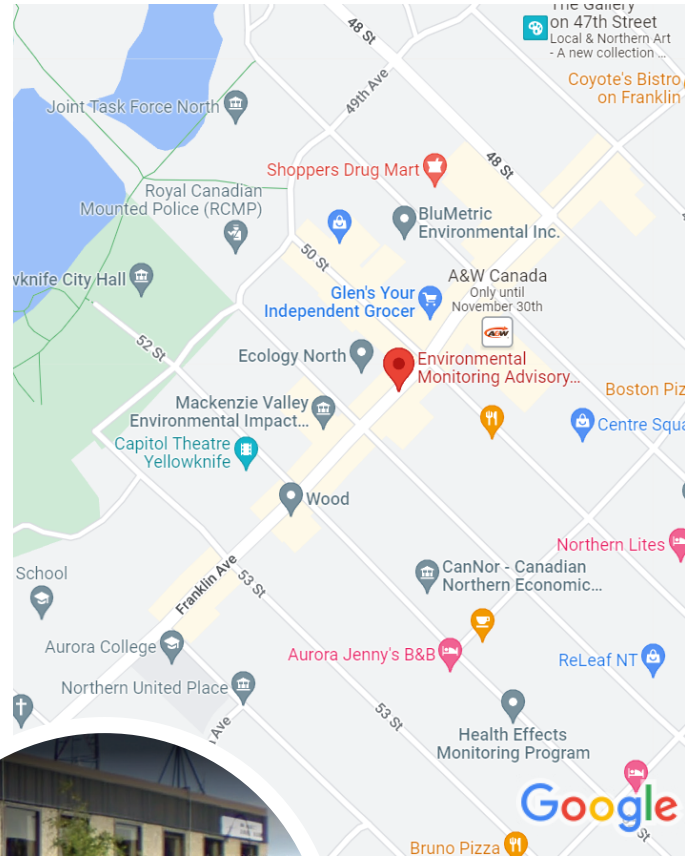 The Gallery
on 47th Street
Local & Northern Art
- A new collection ...
48 St
49th Ave
Coyote's Bistro
on Franklin
Joint Task Force North
Shoppers Drug Mart
48 St
Royal Canadian
Mounted Police (RCMP)
BluMetric
Environmental Inc.
50 St
wknife City Hall
A&W Canada
Only until
November 30th
Glen's Your
Independent Grocer
A&W
52 St
Ecology North
Environmental
Monitoring Advisory...
Boston Piz
Mackenzie Valley
Environmental Impact...
Centre Squa
Capitol Theatre
Yellowknife
Wood
Northern Lites
School
Franklin Ave
53 St
CanNor - Canadian
Northern Economic...
Aurora College
Aurora Jenny's B&B
ReLeaf NT
Northern United Place
53 St
Ave
Health Effects
Monitoring Program
Google
St
Bruno Pizza